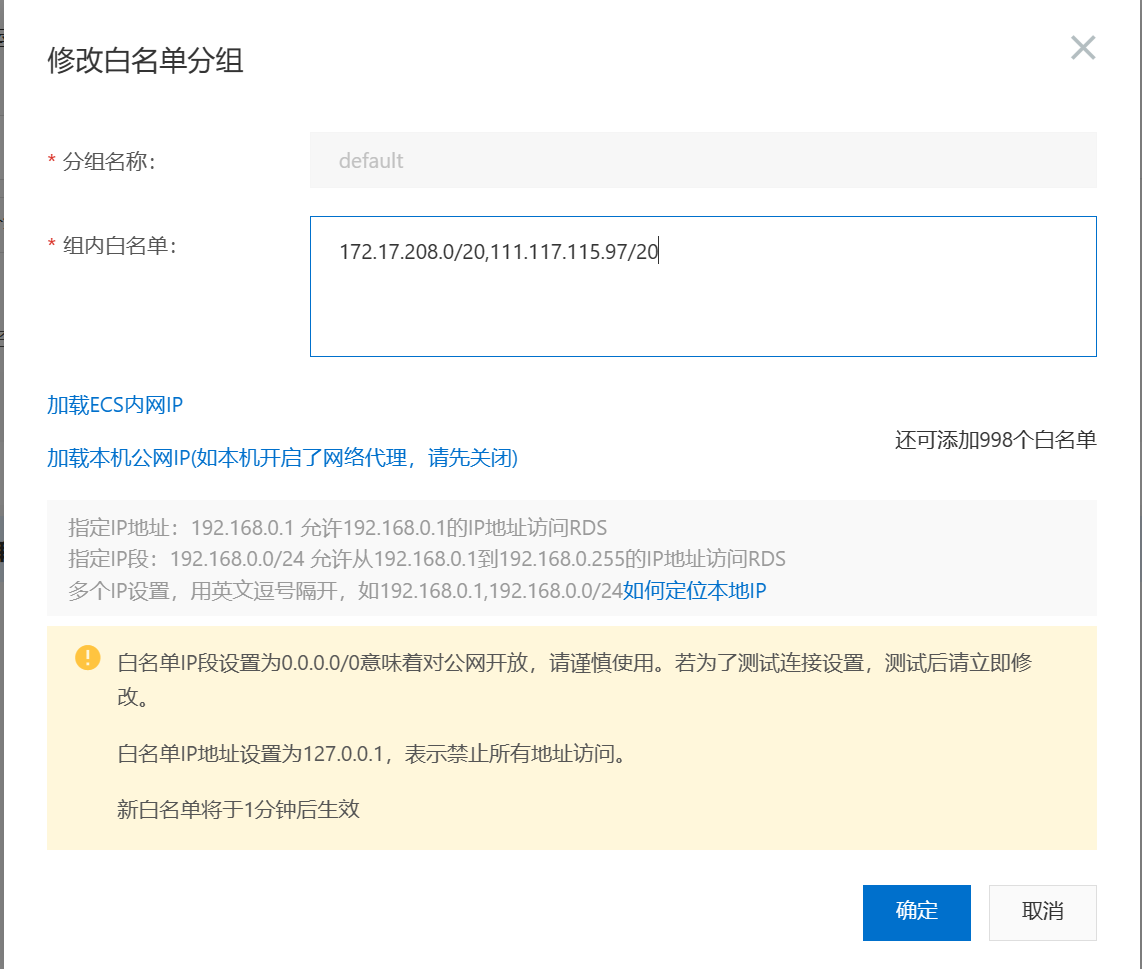 修改白名单分组
* 分组名称：
default
* 组内白名单：
172.17.208.0/20,111.117.115.97/20
加载ECS内网IP
还可添加998个白名单
加载本机公网IP(如本机开启了网络代理，请先关闭)
指定IP地址：192.168.0.1 允许192.168.0.1的IP地址访问RDS
指定IP段：192.168.0.0/24 允许从192.168.0.1到192.168.0.255的IP地址访问RDS
多个IP设置，用英文逗号隔开，如192.168.0.1,192.168.0.0/24如何定位本地IP
白名单IP段设置为0.0.0.0/0意味着对公网开放，请谨慎使用。若为了测试连接设置，测试后请立即修
改。
白名单IP地址设置为127.0.0.1，表示禁止所有地址访问。
新白名单将于1分钟后生效
确定
取消